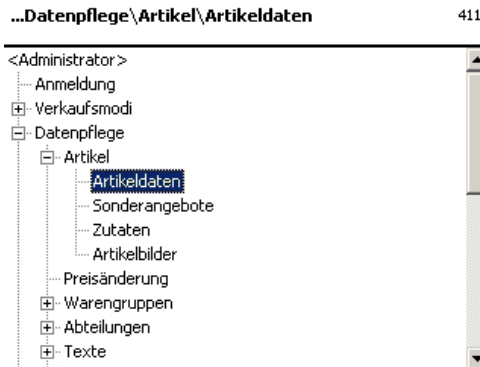 ...Datenpflege\Artikel\Artikeldaten 411
<Administrator>
Anmeldung
Verkaufsmodi
Datenpflege
Artikel
Artikeldaten
Sonderangebote
Zutaten
Artikelbilder
Preisänderung
Warengruppen
Abteilungen
Texte